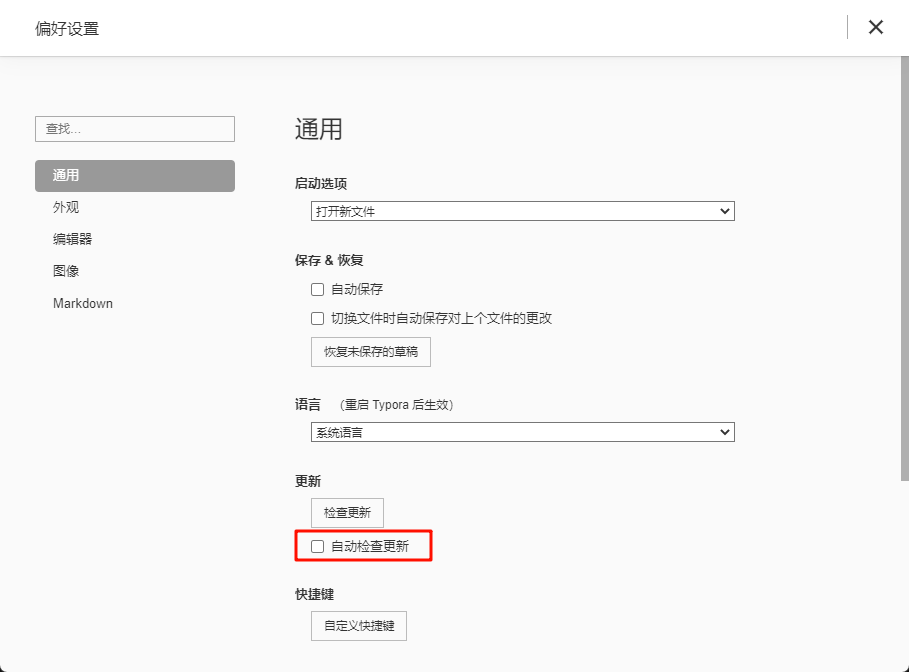 偏好设置
查找...
通用
外观
编辑器
图像
Markdown
通用
启动选项
打开新文件
保存 & 恢复
自动保存
切换文件时自动保存对上个文件的更改
恢复未保存的草稿
语言 (重启 Typora 后生效)
系统语言
更新
检查更新
自动检查更新
快捷键
自定义快捷键